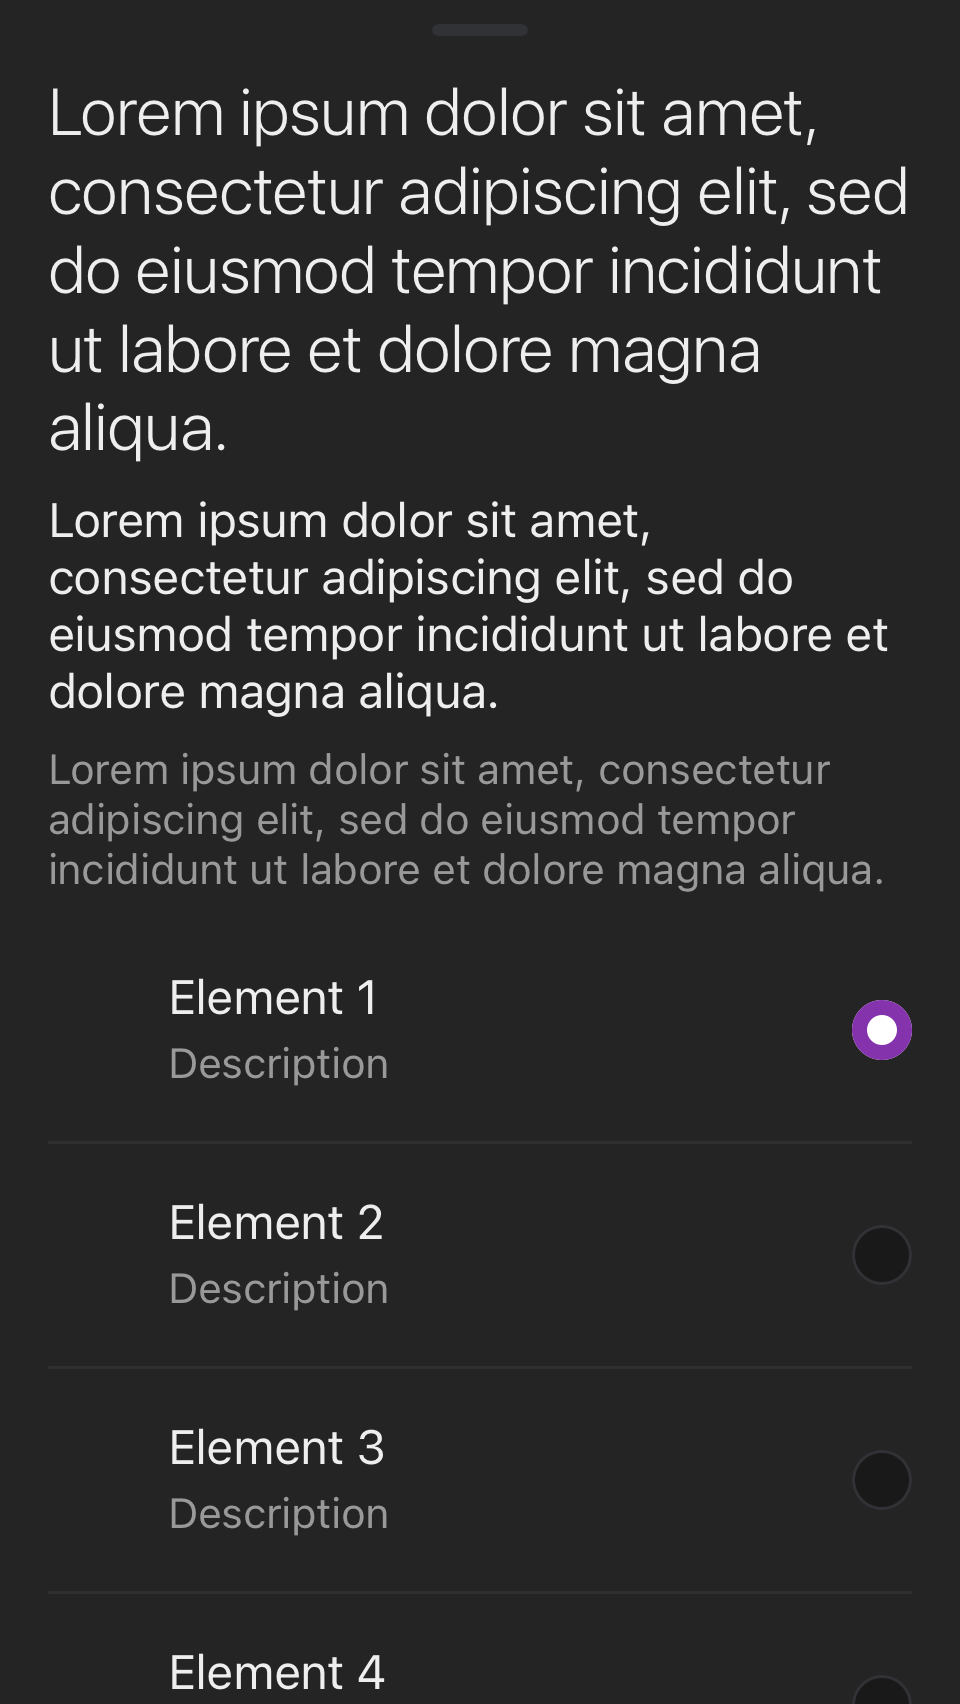 Lorem ipsum dolor sit amet,
consectetur adipiscing elit, sed
do eiusmod tempor incididunt
ut labore et dolore magna
aliqua.
Lorem ipsum dolor sit amet,
consectetur adipiscing elit, sed do
eiusmod tempor incididunt ut labore et
dolore magna aliqua.
Lorem ipsum dolor sit amet, consectetur
adipiscing elit, sed do eiusmod tempor
incididunt ut labore et dolore magna aliqua.
Element 1
Description
Element 2
Description
Element 3
Description
Element 4